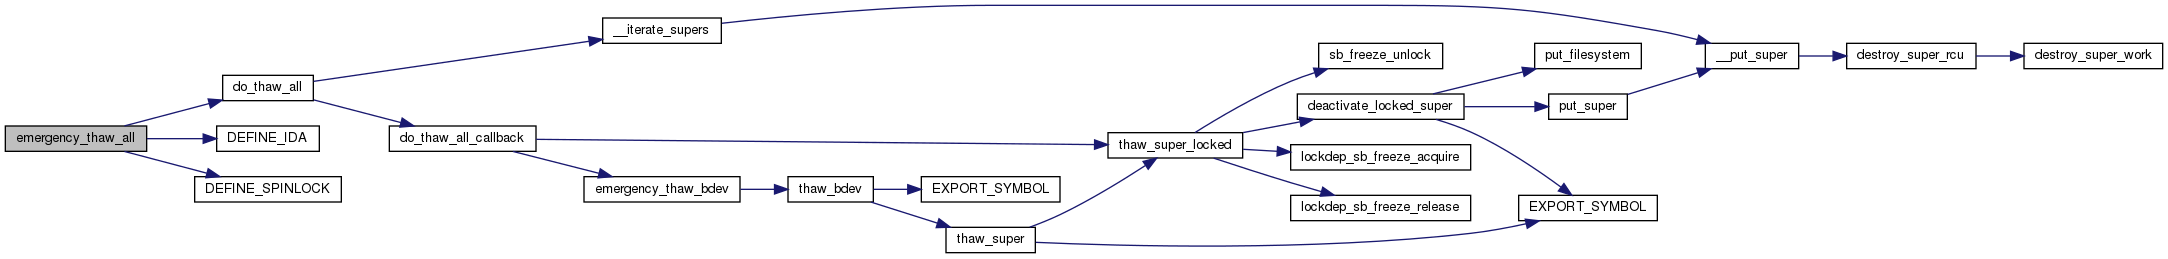 emergency_thaw_all
do_thaw_all
DEFINE_IDA
DEFINE_SPINLOCK
__iterate_supers
do_thaw_all_callback
emergency_thaw_bdev
thaw_bdev
EXPORT_SYMBOL
thaw_super
thaw_super_locked
sb_freeze_unlock
deactivate_locked_super
lockdep_sb_freeze_acquire
lockdep_sb_freeze_release
put_filesystem
put_super
EXPORT_SYMBOL
__put_super
destroy_super_rcu
destroy_super_work